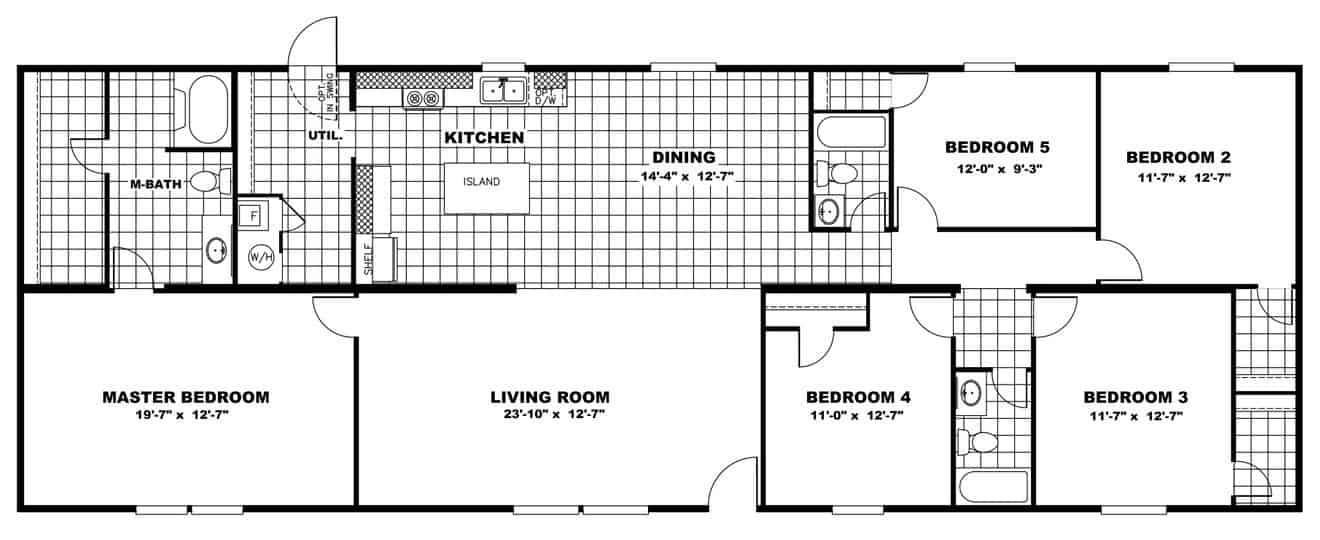 OPT.
IN SWING
UTIL.
KITCHEN
OPT.
D/W
DINING
14'-4" x 12'-7"
ISLAND
BEDROOM 5
12'-0" x 9'-3"
BEDROOM 2
11'-7" x 12'-7"
M-BATH
F
W/H
SHELF
MASTER BEDROOM
19'-7" x 12'-7"
LIVING ROOM
23'-10" x 12'-7"
BEDROOM 4
11'-0" x 12'-7"
BEDROOM 3
11'-7" x 12'-7"